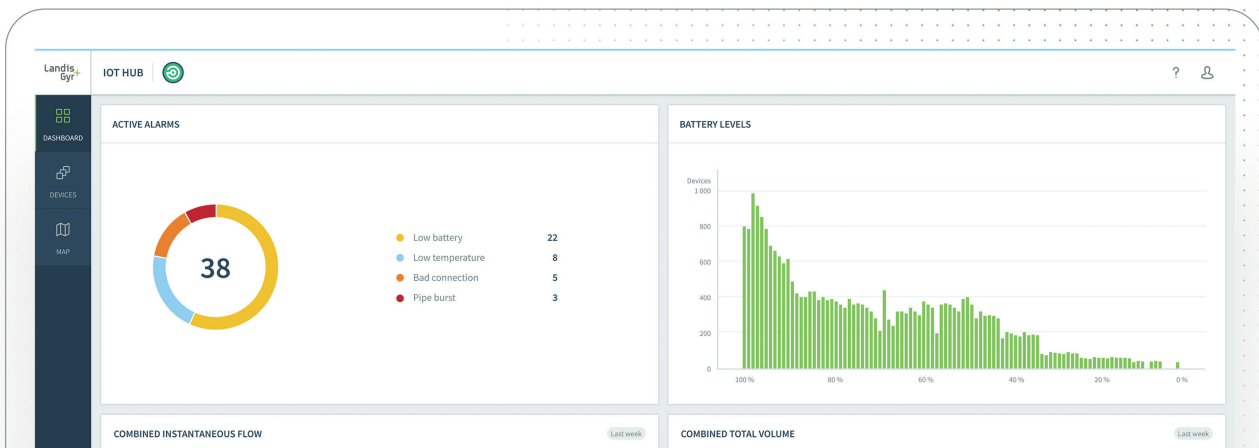 Landis+
Gyr
IOT HUB
?
DASHBOARD
DEVICES
MAP
ACTIVE ALARMS
38
Low battery 22
Low temperature 8
Bad connection 5
Pipe burst 3
BATTERY LEVELS
Devices
1 000
800
600
400
200
0
100 % 80 % 60 % 40 % 20 % 0 %
COMBINED INSTANTANEOUS FLOW Last week
COMBINED TOTAL VOLUME Last week